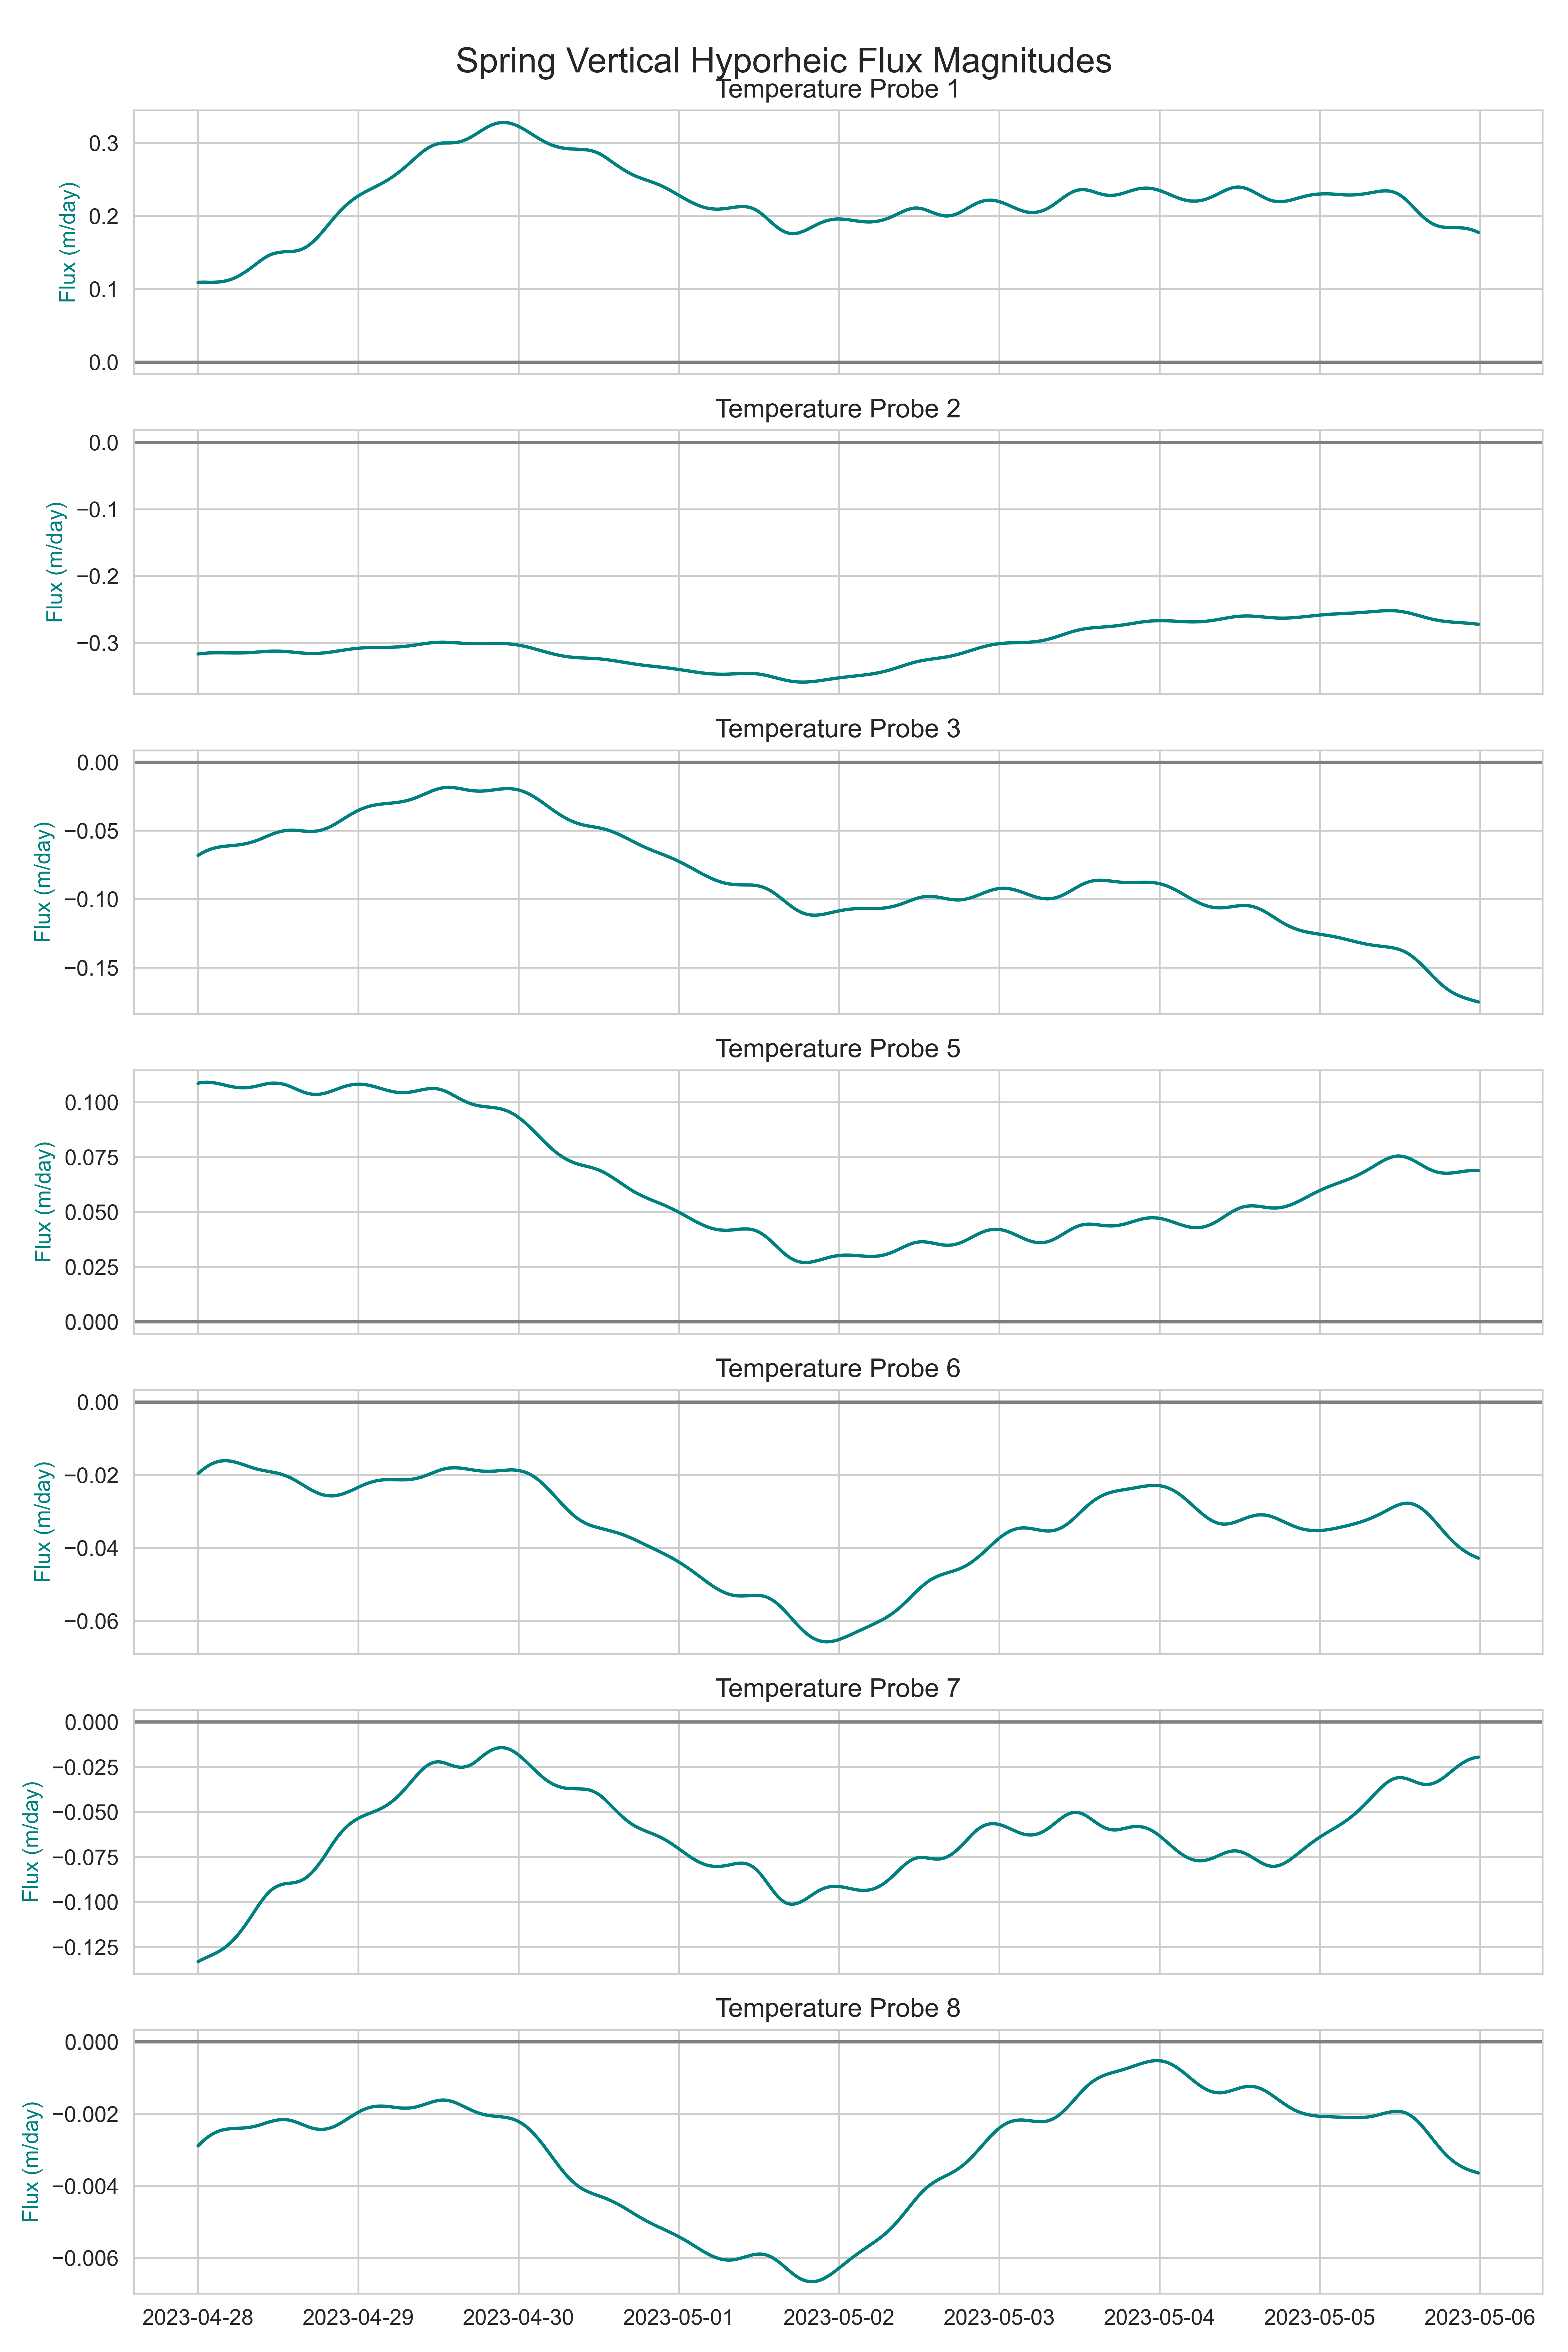 Spring Vertical Hyporheic Flux Magnitudes
Temperature Probe 1
Flux (m/day)
0.3
0.2
0.1
0.0
Temperature Probe 2
Flux (m/day)
0.0
−0.1
−0.2
−0.3
Temperature Probe 3
Flux (m/day)
0.00
−0.05
−0.10
−0.15
Temperature Probe 5
Flux (m/day)
0.100
0.075
0.050
0.025
0.000
Temperature Probe 6
Flux (m/day)
0.00
−0.02
−0.04
−0.06
Temperature Probe 7
Flux (m/day)
0.000
−0.025
−0.050
−0.075
−0.100
−0.125
Temperature Probe 8
Flux (m/day)
0.000
−0.002
−0.004
−0.006
2023-04-28 2023-04-29 2023-04-30 2023-05-01 2023-05-02 2023-05-03 2023-05-04 2023-05-05 2023-05-06